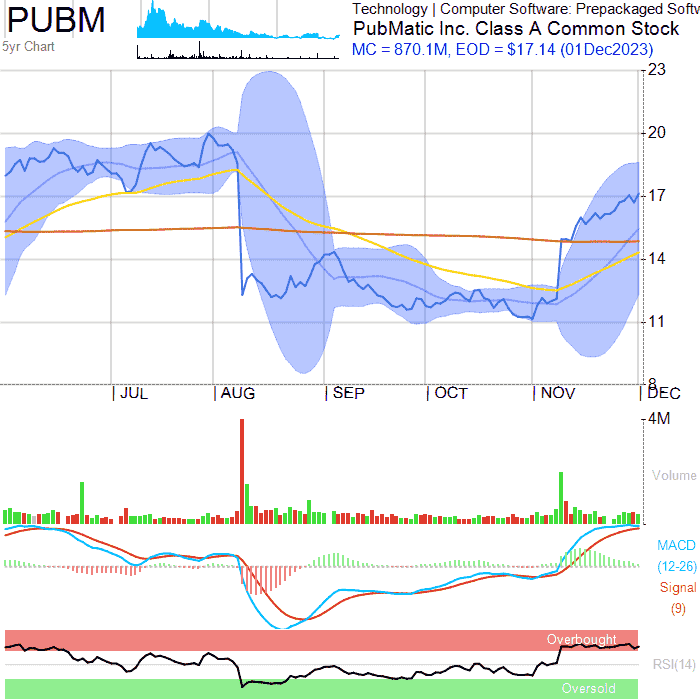 PUBM
5yr Chart
Technology | Computer Software: Prepackaged Softw
PubMatic Inc. Class A Common Stock
MC = 870.1M, EOD = $17.14 (01Dec2023)
23
20
17
14
11
8
JUL
AUG
SEP
OCT
NOV
DEC
4M
Volume
MACD
(12-26)
Signal
(9)
Overbought
RSI(14)
Oversold